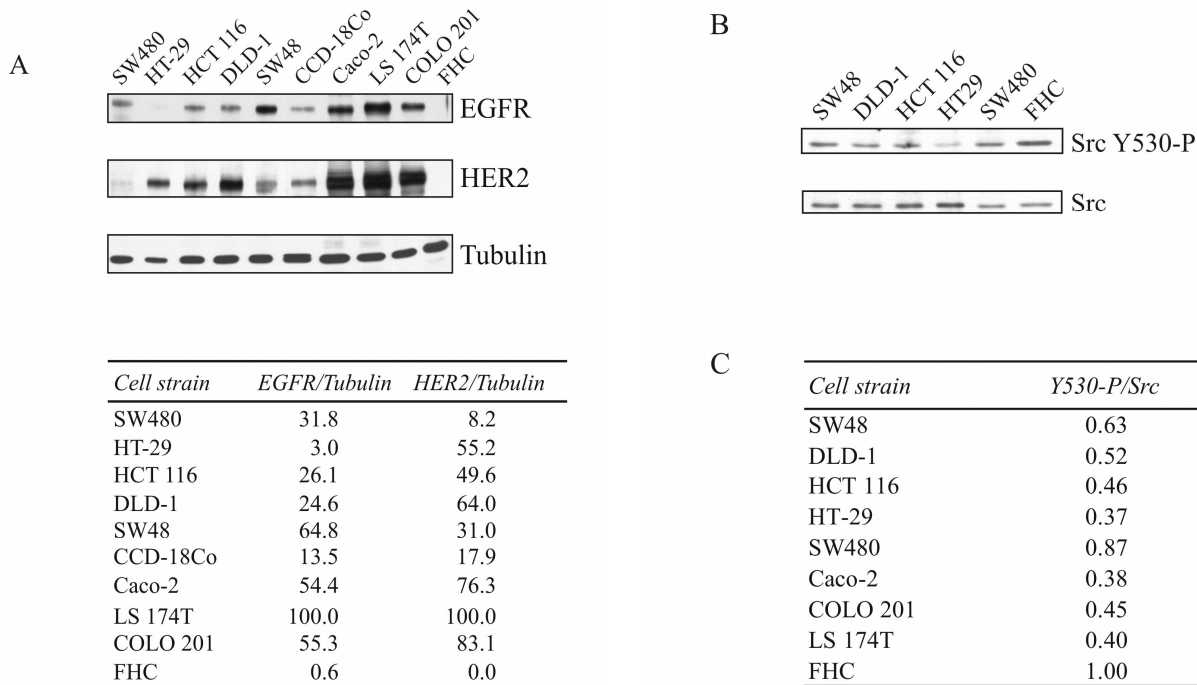 A
SW480 HT-29 HCT 116 DLD-1 SW48 CCD-18Co Caco-2 LS 174T COLO 201 FHC
EGFR
HER2
Tubulin
Cell strain EGFR/Tubulin HER2/Tubulin
SW480 31.8 8.2
HT-29 3.0 55.2
HCT 116 26.1 49.6
DLD-1 24.6 64.0
SW48 64.8 31.0
CCD-18Co 13.5 17.9
Caco-2 54.4 76.3
LS 174T 100.0 100.0
COLO 201 55.3 83.1
FHC 0.6 0.0
B
SW48 DLD-1 HCT 116 HT29 SW480 FHC
Src Y530-P
Src
C
Cell strain Y530-P/Src
SW48 0.63
DLD-1 0.52
HCT 116 0.46
HT-29 0.37
SW480 0.87
Caco-2 0.38
COLO 201 0.45
LS 174T 0.40
FHC 1.00